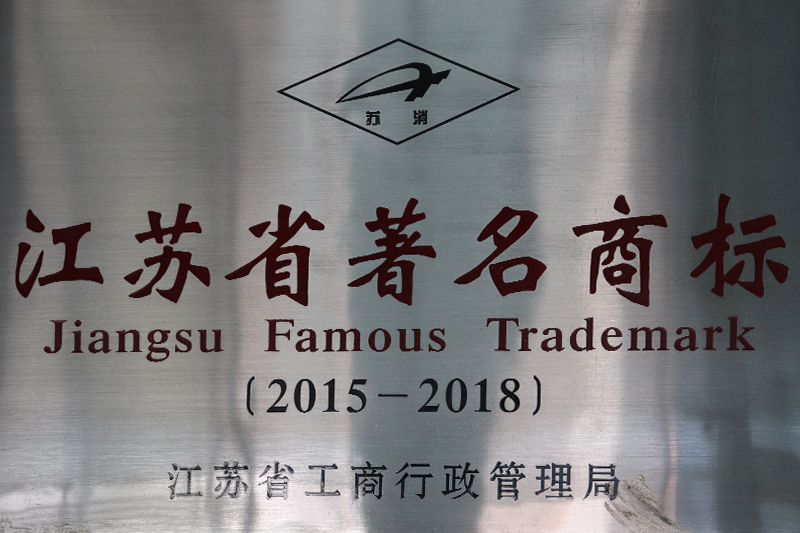 苏 消
江苏省著名商标
Jiangsu Famous Trademark
(2015－2018)
江苏省工商行政管理局